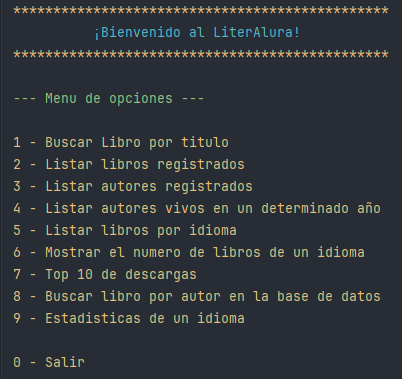 ***********************************************
¡Bienvenido al LiterAlura!
***********************************************
--- Menu de opciones ---
1 - Buscar Libro por titulo
2 - Listar libros registrados
3 - Listar autores registrados
4 - Listar autores vivos en un determinado año
5 - Listar libros por idioma
6 - Mostrar el numero de libros de un idioma
7 - Top 10 de descargas
8 - Buscar libro por autor en la base de datos
9 - Estadisticas de un idioma
0 - Salir